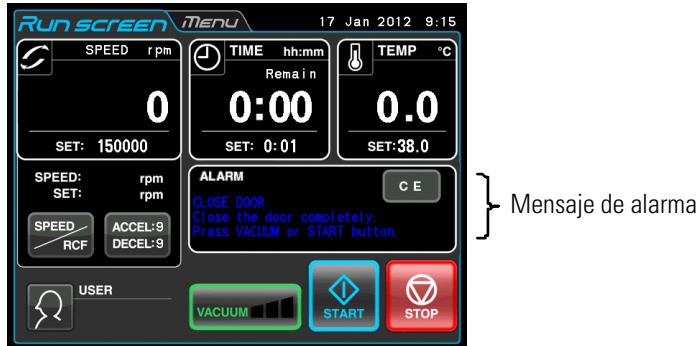 Run screen Menu 17 Jan 2012 9:15
SPEED rpm
0
SET: 150000
TIME hh:mm
Remain
0:00
SET: 0:01
TEMP °C
0.0
SET:38.0
SPEED: rpm
SET: rpm
SPEED
RCF
ACCEL:9
DECEL:9
ALARM
CE
CLOSE DOOR
Close the door completely.
Press VACUUM or START button.
Mensaje de alarma
USER
VACUUM
START
STOP